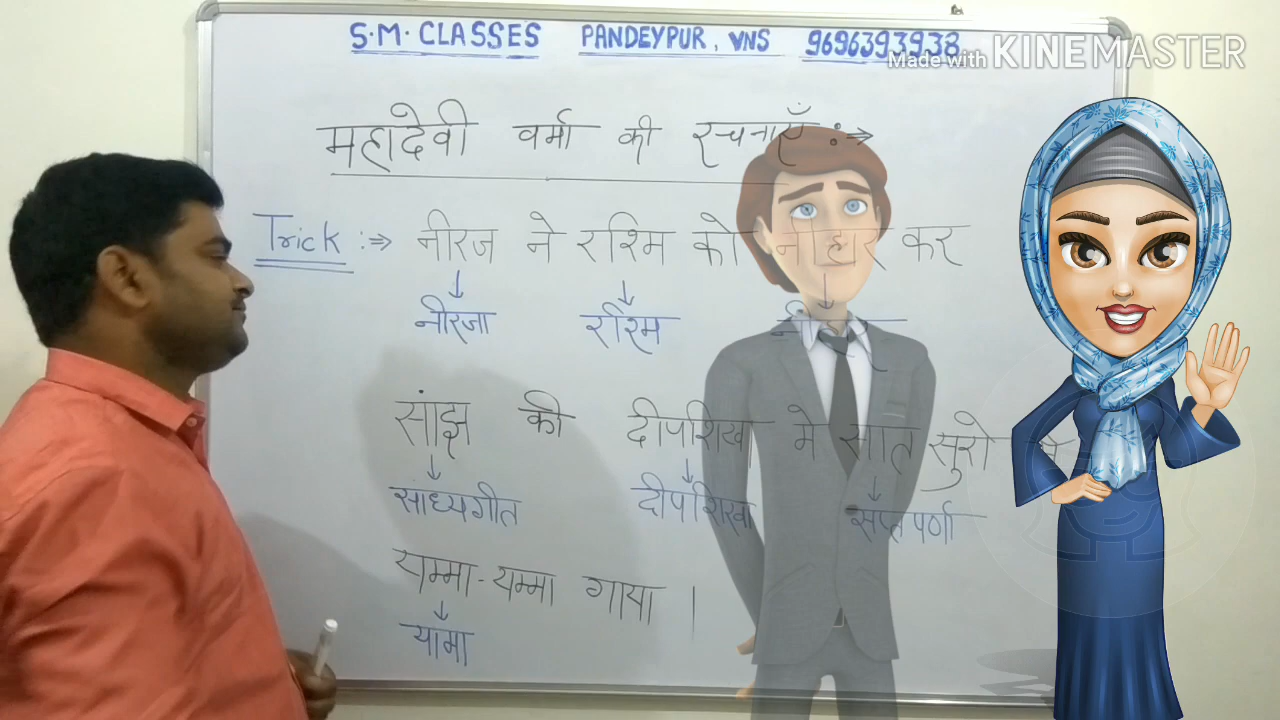 S.M. CLASSES PANDEYPUR, VNS 9696393938
Made with KINEMASTER
महादेवी वर्मा की रचनाएँ :⇒
Trick :⇒ नीरज ने रश्मि को नीहार कर
नीरजा रश्मि
सांझ की दीपशिखा मे सात सुरो
सांध्यगीत दीपशिखा सप्तपर्णा
यम्मा-यम्मा गाया ।
यामा